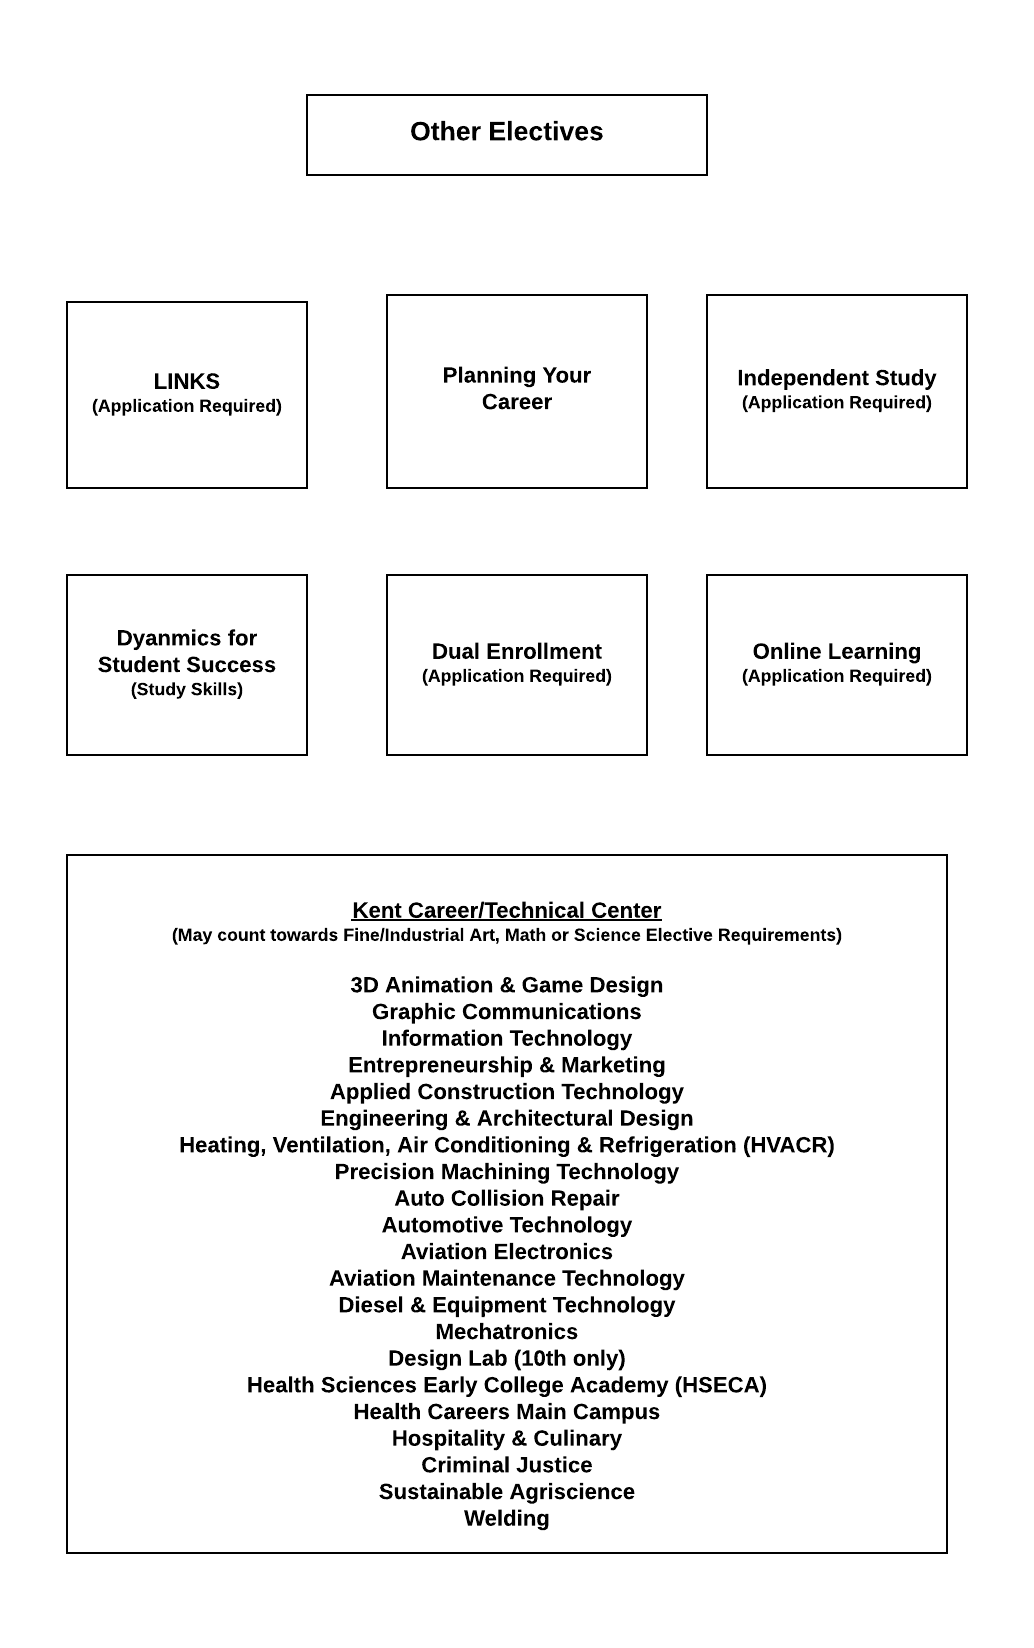 Other Electives
LINKS
(Application Required)
Planning Your
Career
Independent Study
(Application Required)
Dyanmics for
Student Success
(Study Skills)
Dual Enrollment
(Application Required)
Online Learning
(Application Required)
Kent Career/Technical Center
(May count towards Fine/Industrial Art, Math or Science Elective Requirements)
3D Animation & Game Design
Graphic Communications
Information Technology
Entrepreneurship & Marketing
Applied Construction Technology
Engineering & Architectural Design
Heating, Ventilation, Air Conditioning & Refrigeration (HVACR)
Precision Machining Technology
Auto Collision Repair
Automotive Technology
Aviation Electronics
Aviation Maintenance Technology
Diesel & Equipment Technology
Mechatronics
Design Lab (10th only)
Health Sciences Early College Academy (HSECA)
Health Careers Main Campus
Hospitality & Culinary
Criminal Justice
Sustainable Agriscience
Welding